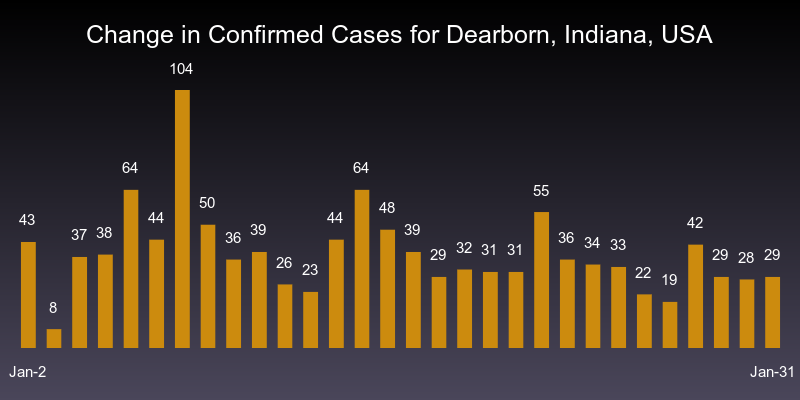 Change in Confirmed Cases for Dearborn, Indiana, USA
43 8 37 38 64 44 104 50 36 39 26 23 44 64 48 39 29 32 31 31 55 36 34 33 22 19 42 29 28 29
Jan-2 Jan-31